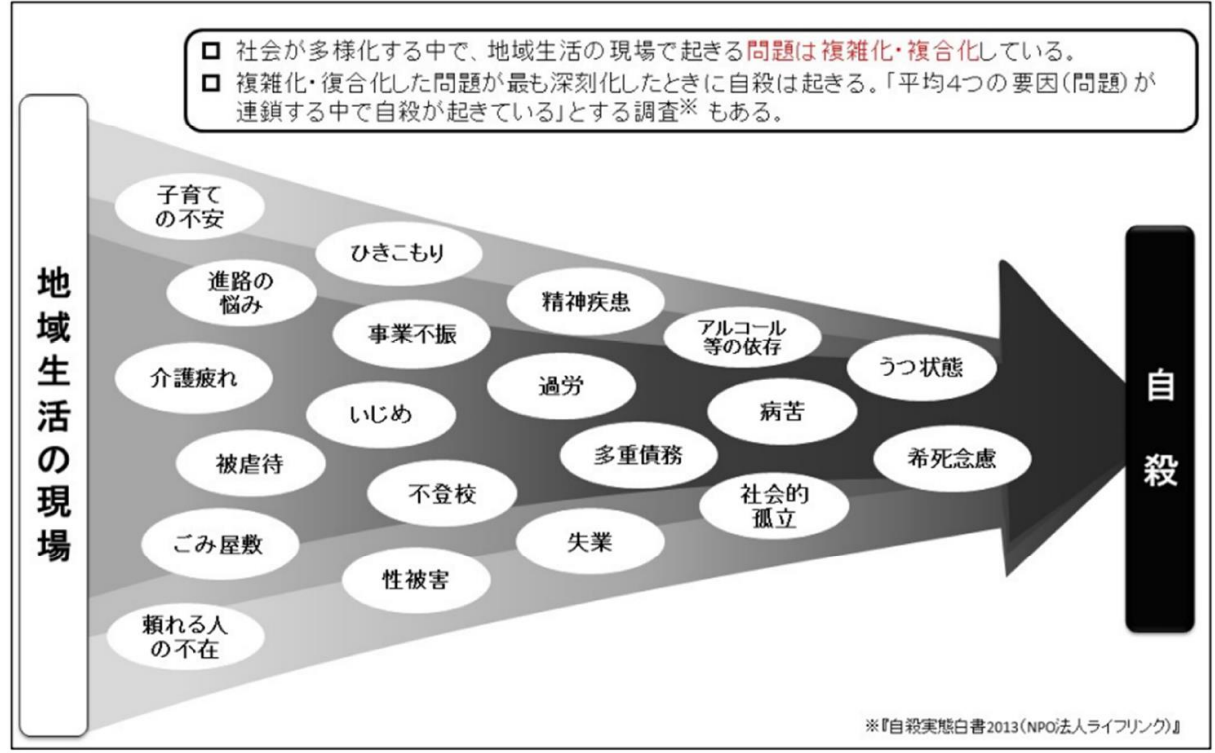 □ 社会が多様化する中で、地域生活の現場で起きる問題は複雑化・複合化している。
□ 複雑化・復合化した問題が最も深刻化したときに自殺は起きる。「平均4つの要因(問題)が
連鎖する中で自殺が起きている」とする調査※ もある。
地域生活の現場
子育て
の不安
ひきこもり
進路の
悩み
精神疾患
事業不振
アルコール
等の依存
うつ状態
介護疲れ
過労
いじめ
病苦
自殺
被虐待
多重債務
希死念慮
不登校
社会的
孤立
ごみ屋敷
失業
性被害
頼れる人
の不在
※『自殺実態白書2013(NPO法人ライフリンク)』